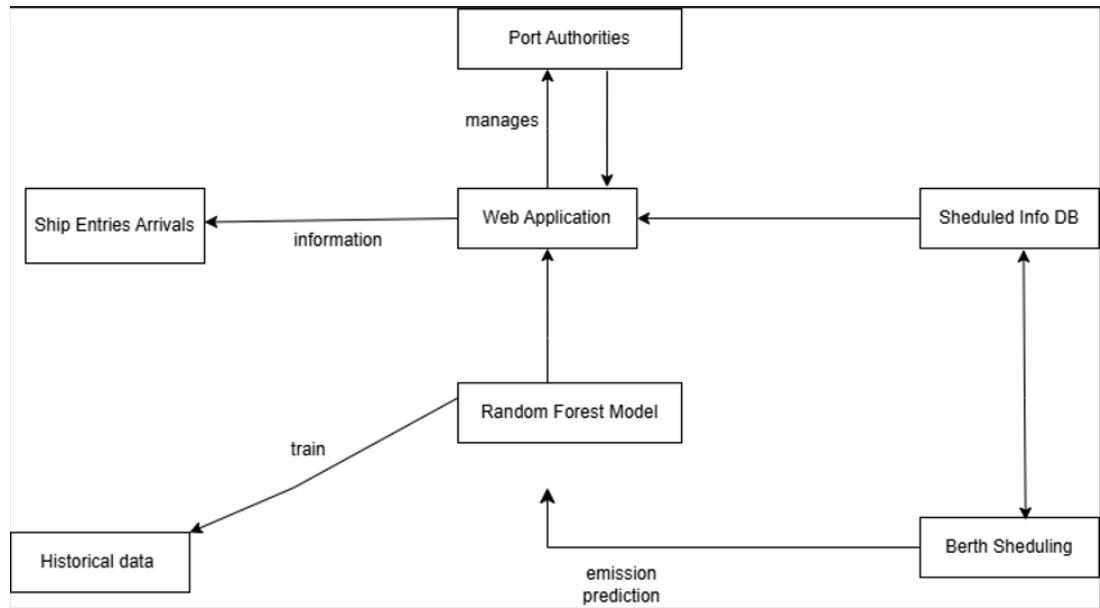 Port Authorities
manages
Ship Entries Arrivals
Web Application
Sheduled Info DB
information
Random Forest Model
train
Historical data
Berth Sheduling
emission
prediction